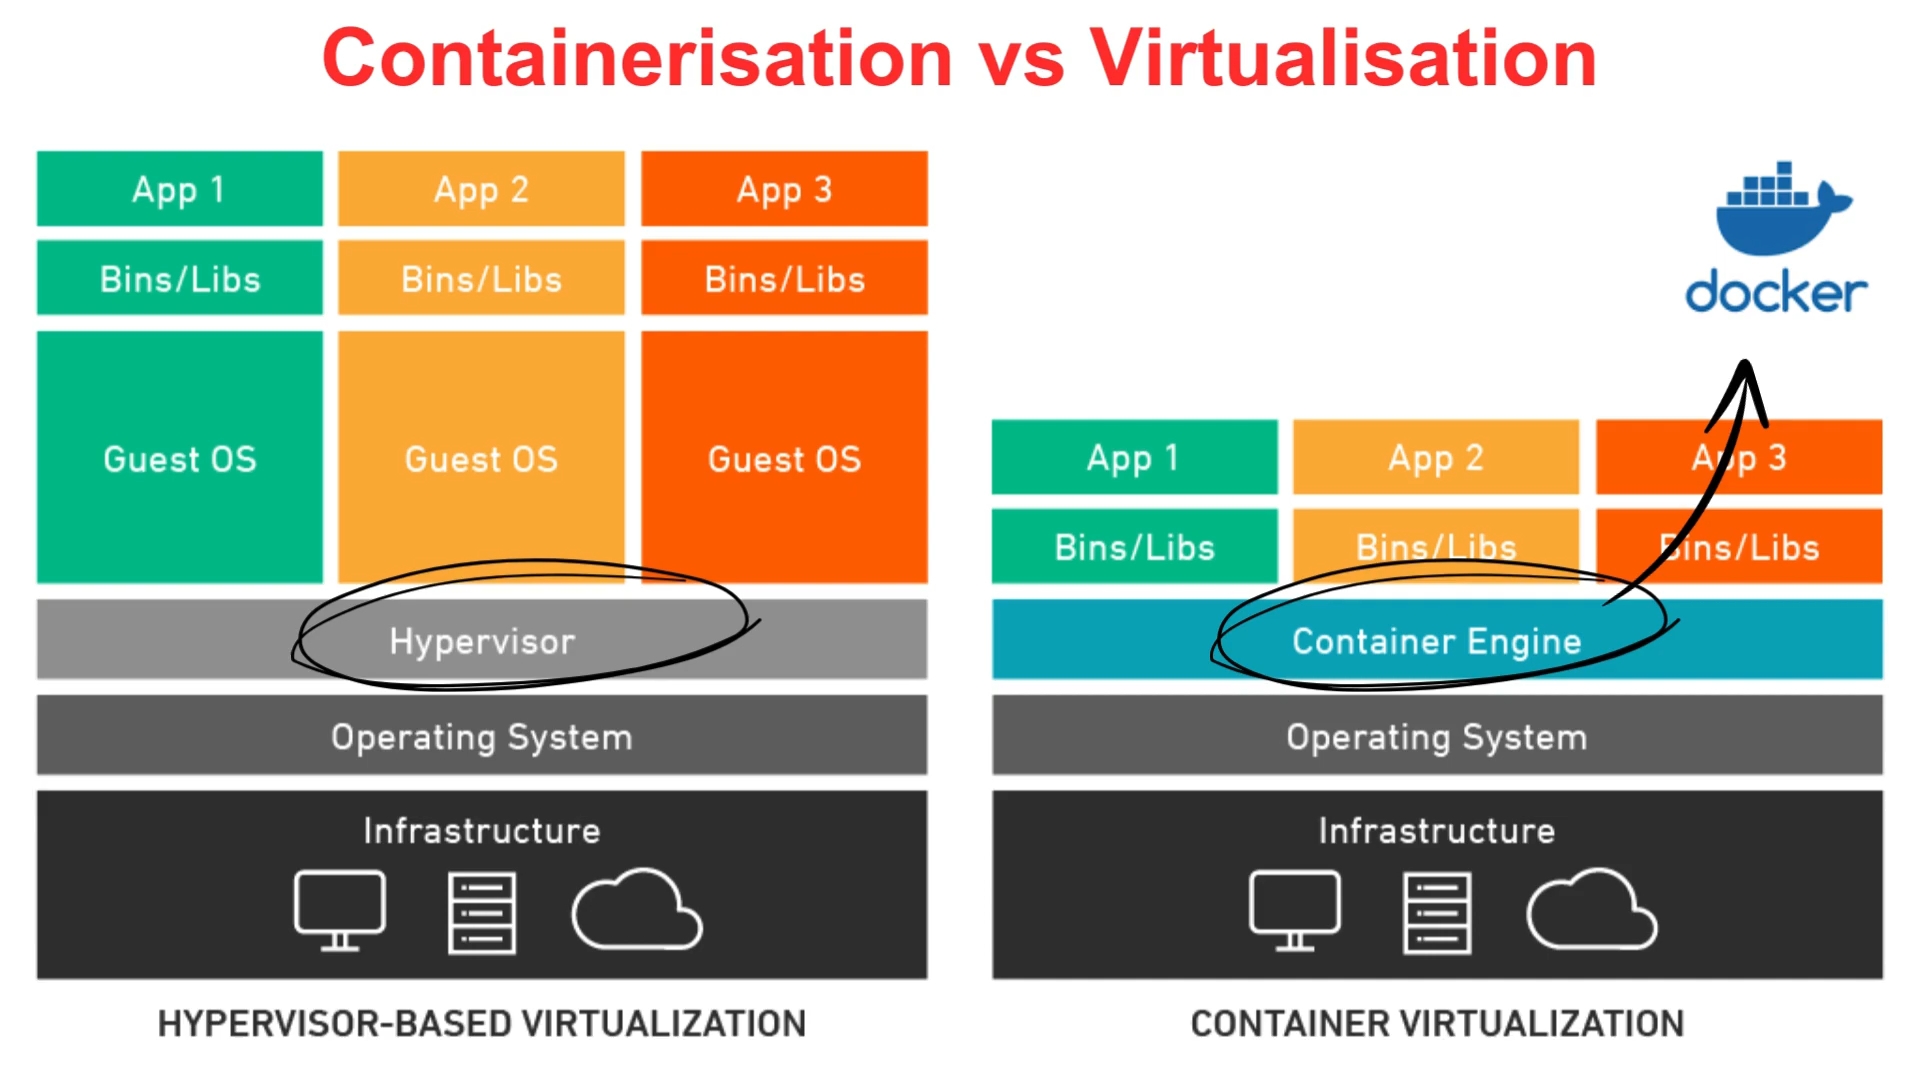 Containerisation vs Virtualisation
App 1
App 2
App 3
Bins/Libs
Bins/Libs
Bins/Libs
Guest OS
Guest OS
Guest OS
Hypervisor
Operating System
Infrastructure
HYPERVISOR-BASED VIRTUALIZATION
docker
App 1
App 2
App 3
Bins/Libs
Bins/Libs
Bins/Libs
Container Engine
Operating System
Infrastructure
CONTAINER VIRTUALIZATION